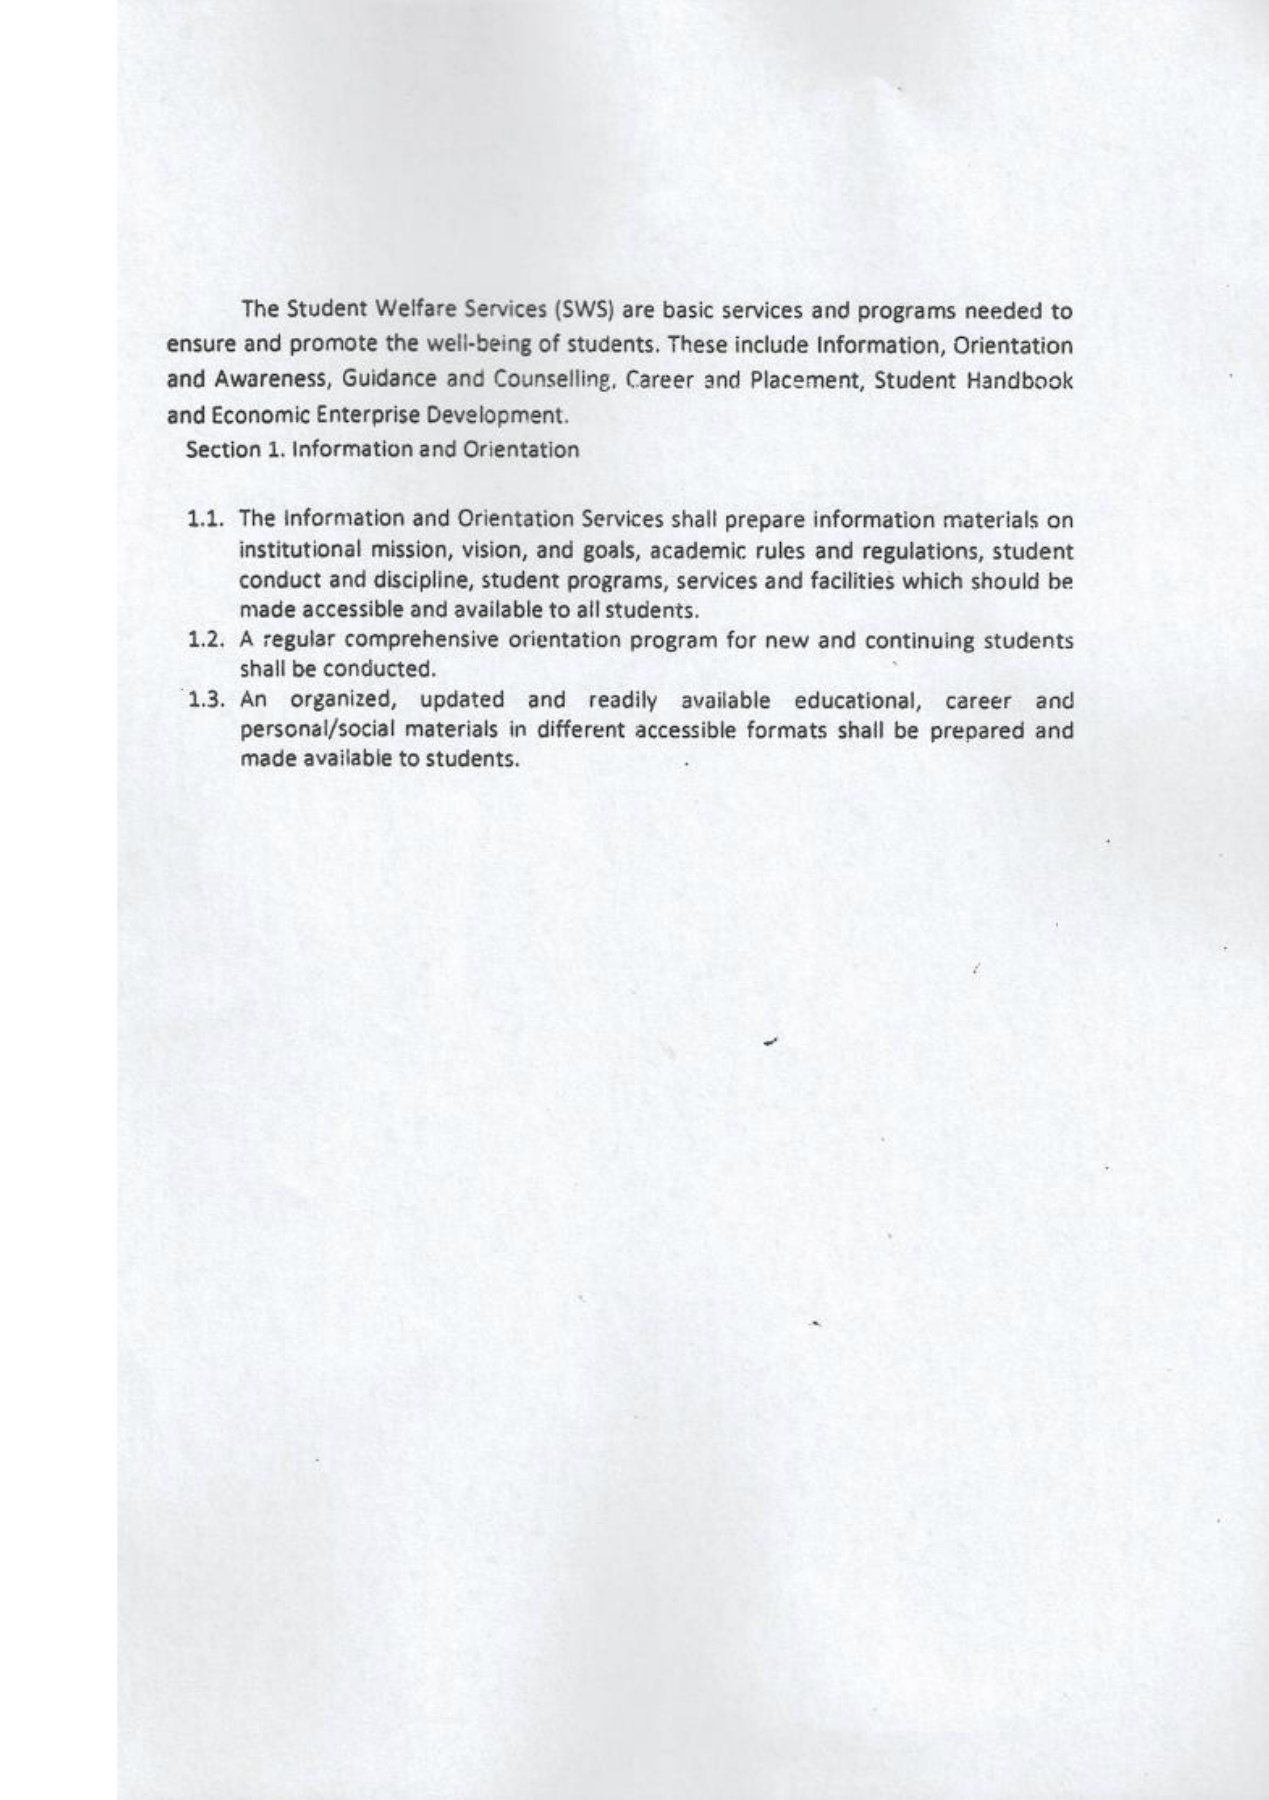 The Student Welfare Services (SWS) are basic services and programs needed to
ensure and promote the well-being of students. These include Information, Orientation
and Awareness, Guidance and Counselling, Career and Placement, Student Handbook
and Economic Enterprise Development.
Section 1. Information and Orientation
1.1. The Information and Orientation Services shall prepare information materials on
institutional mission, vision, and goals, academic rules and regulations, student
conduct and discipline, student programs, services and facilities which should be
made accessible and available to all students.
1.2. A regular comprehensive orientation program for new and continuing students
shall be conducted.
1.3. An organized, updated and readily available educational, career and
personal/social materials in different accessible formats shall be prepared and
made available to students.